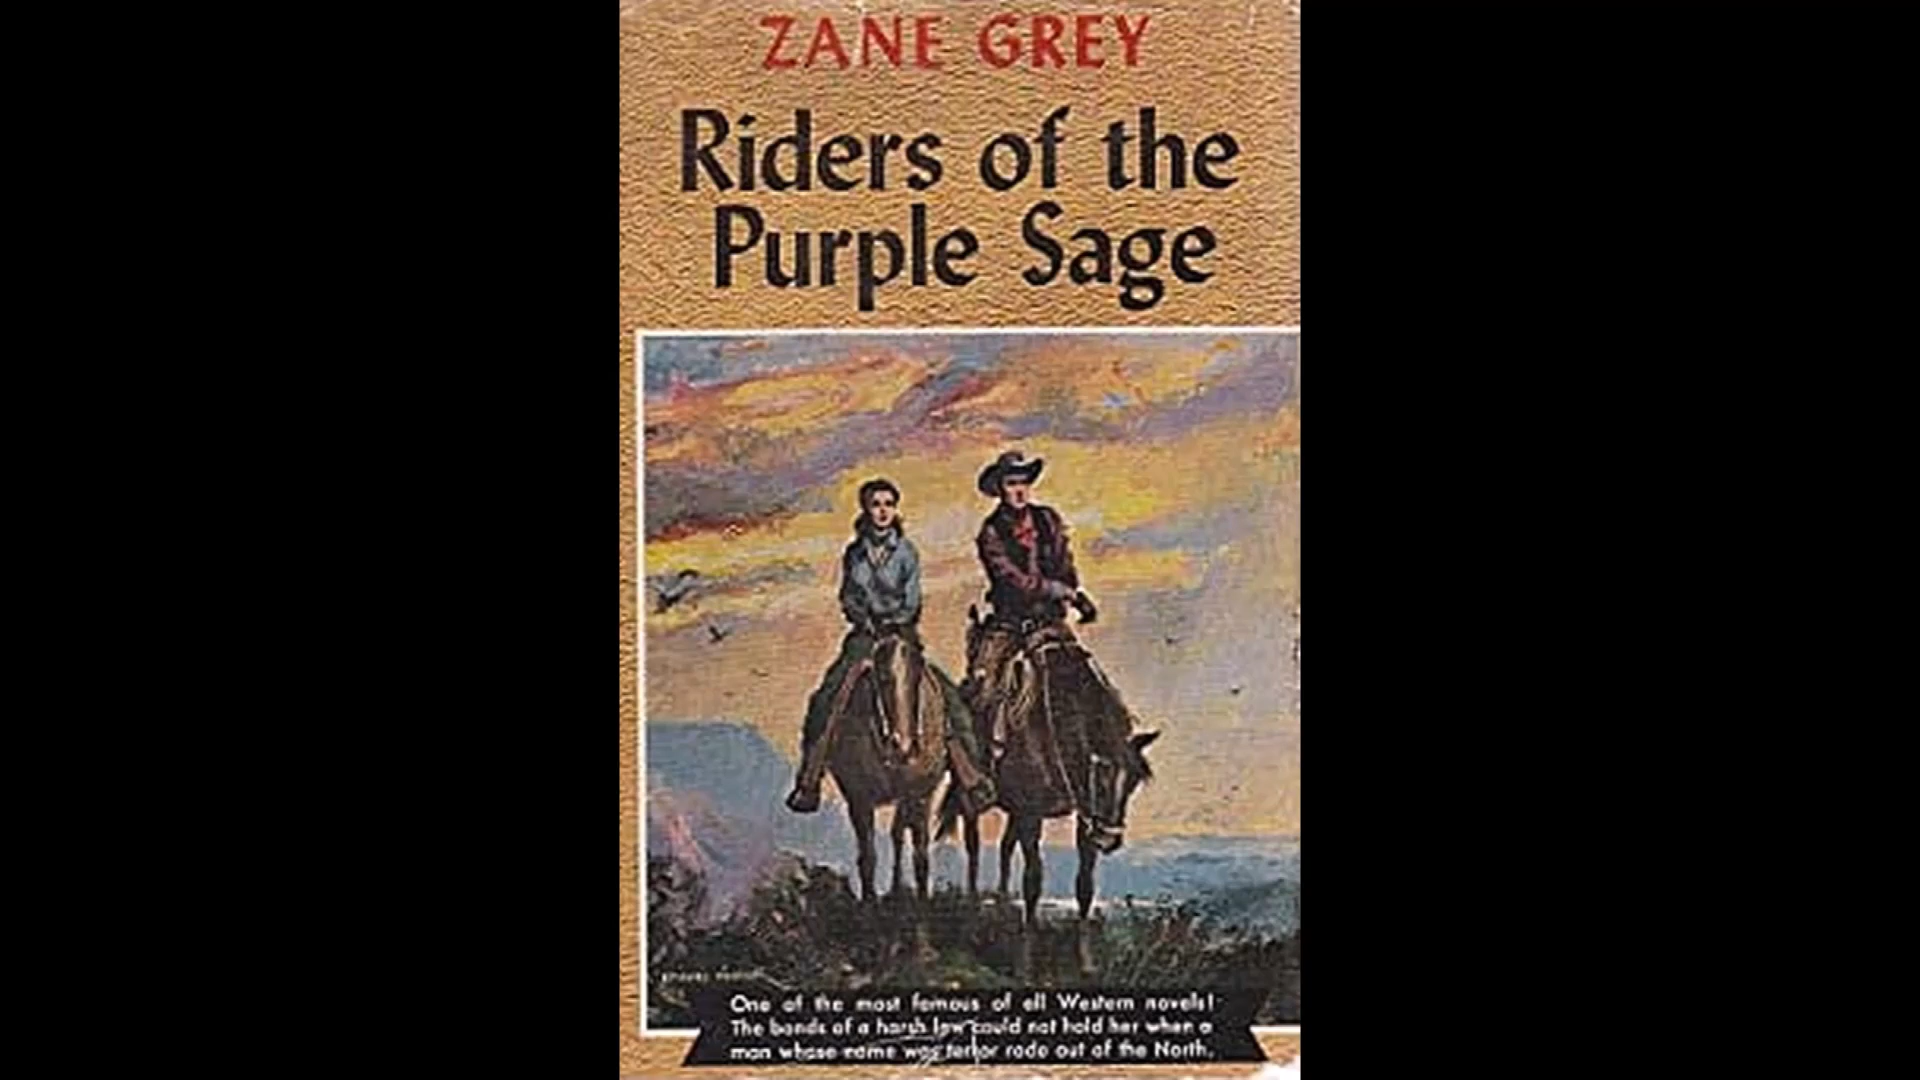 ZANE GREY
Riders of the
Purple Sage
One of the most famous of all Western novels!
The bonds of a harsh law could not hold her when a
man whose name was terror rode out of the North.